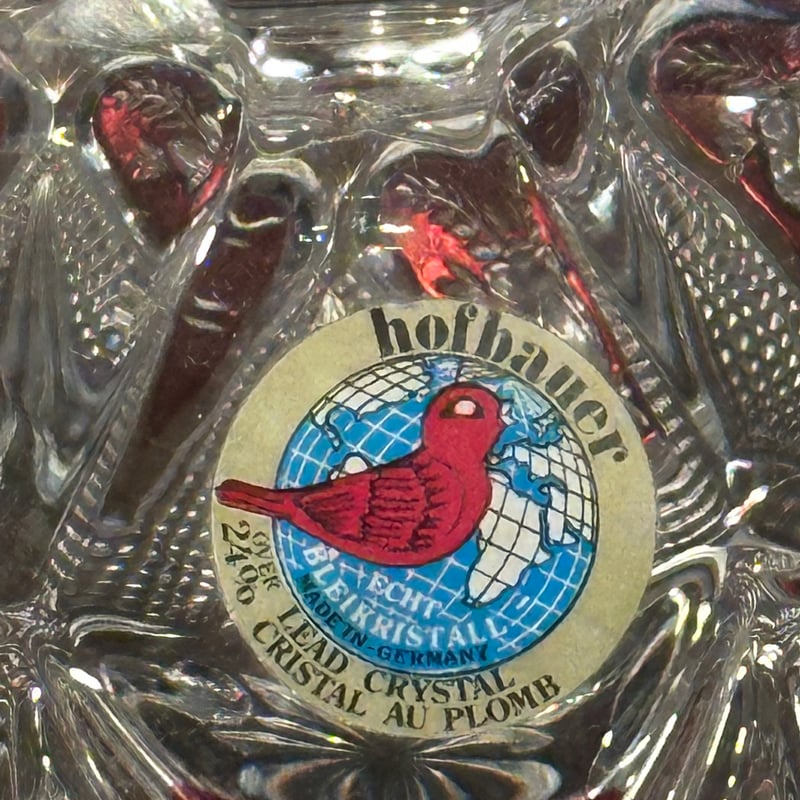 hofbauer
ECHT
BLEIKRISTALL
MADE IN - GERMANY
OVER
24% LEAD CRYSTAL
CRISTAL AU PLOMB